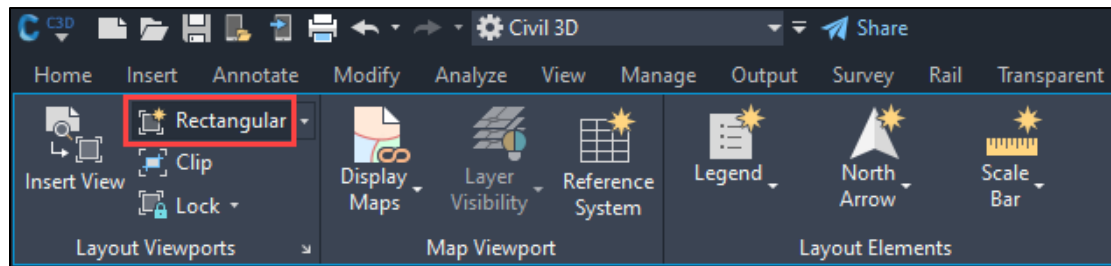 C C3D Civil 3D Share
Home Insert Annotate Modify Analyze View Manage Output Survey Rail Transparent
Rectangular
Clip
Insert View
Lock
Display Maps
Layer Visibility
Reference System
Legend
North Arrow
Scale Bar
Layout Viewports Map Viewport Layout Elements